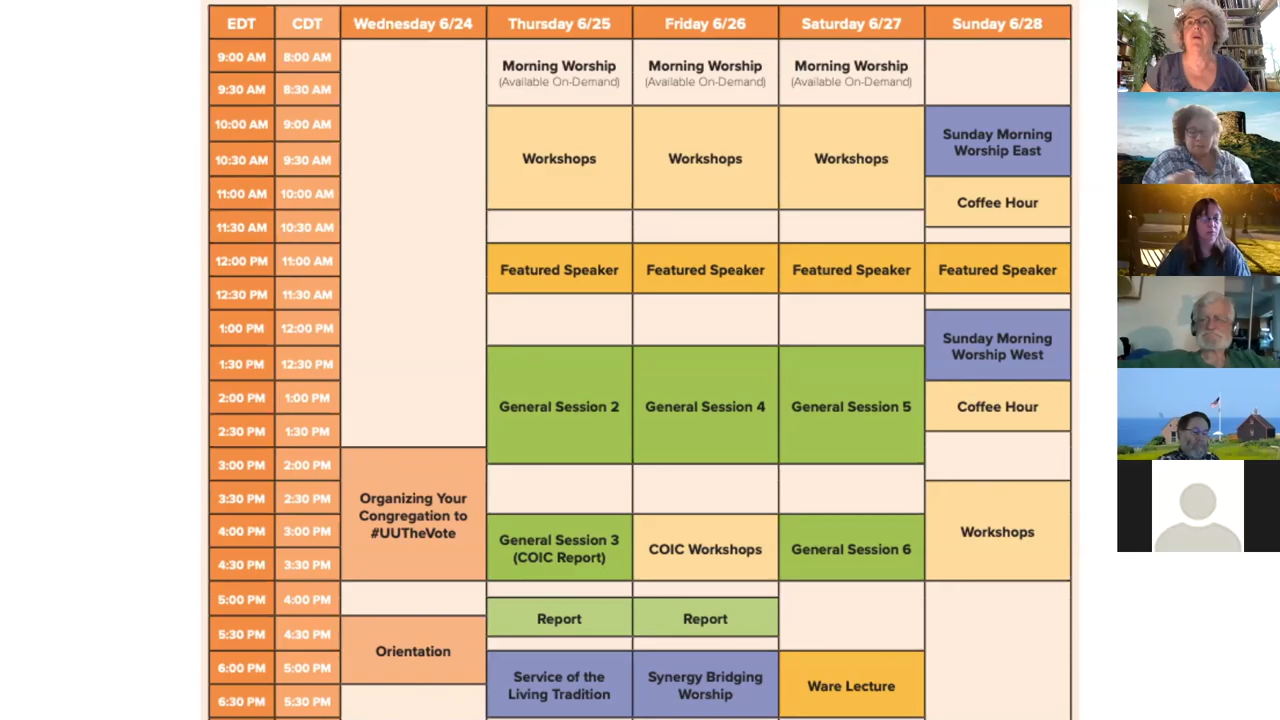 EDT CDT Wednesday 6/24 Thursday 6/25 Friday 6/26 Saturday 6/27 Sunday 6/28
9:00 AM 8:00 AM
Morning Worship Morning Worship Morning Worship
(Available On-Demand) (Available On-Demand) (Available On-Demand)
9:30 AM 8:30 AM
10:00 AM 9:00 AM
Sunday Morning
Worship East
10:30 AM 9:30 AM Workshops Workshops Workshops
11:00 AM 10:00 AM
Coffee Hour
11:30 AM 10:30 AM
12:00 PM 11:00 AM
Featured Speaker Featured Speaker Featured Speaker Featured Speaker
12:30 PM 11:30 AM
1:00 PM 12:00 PM
Sunday Morning
Worship West
1:30 PM 12:30 PM
2:00 PM 1:00 PM
General Session 2 General Session 4 General Session 5 Coffee Hour
2:30 PM 1:30 PM
3:00 PM 2:00 PM
3:30 PM 2:30 PM
Organizing Your
Congregation to
#UUTheVote
4:00 PM 3:00 PM Workshops
General Session 3
(COIC Report)
COIC Workshops General Session 6
4:30 PM 3:30 PM
5:00 PM 4:00 PM
Report Report
5:30 PM 4:30 PM
Orientation
6:00 PM 5:00 PM
Service of the
Living Tradition
Synergy Bridging
Worship
Ware Lecture
6:30 PM 5:30 PM